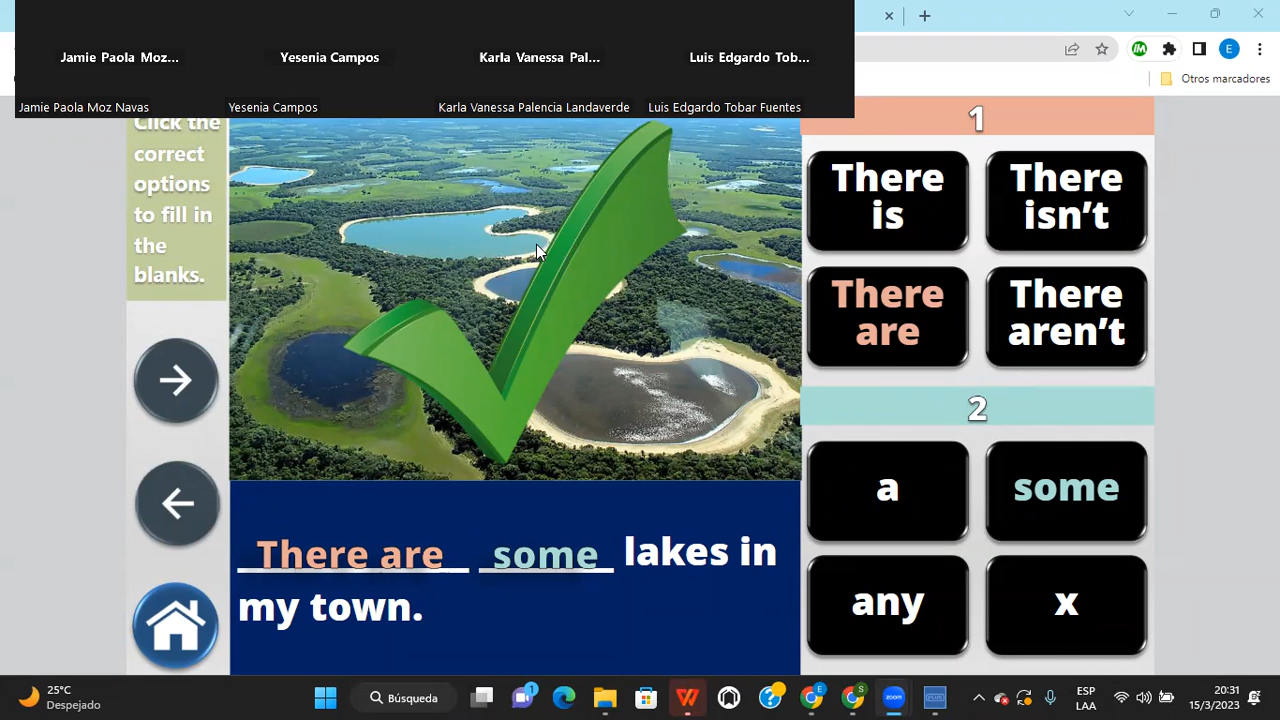 Jamie Paola Moz...
Yesenia Campos
Karla Vanessa Pal...
Luis Edgardo Tob...
Jamie Paola Moz Navas
Yesenia Campos
Karla Vanessa Palencia Landaverde
Luis Edgardo Tobar Fuentes
E
Otros marcadores
Click the
correct
options
to fill in
the
blanks.
1
There
is
There
isn't
There
are
There
aren't
2
a
some
any
x
There are some lakes in
my town.
25°C
Despejado
Búsqueda
ESP
LAA
20:31
15/3/2023